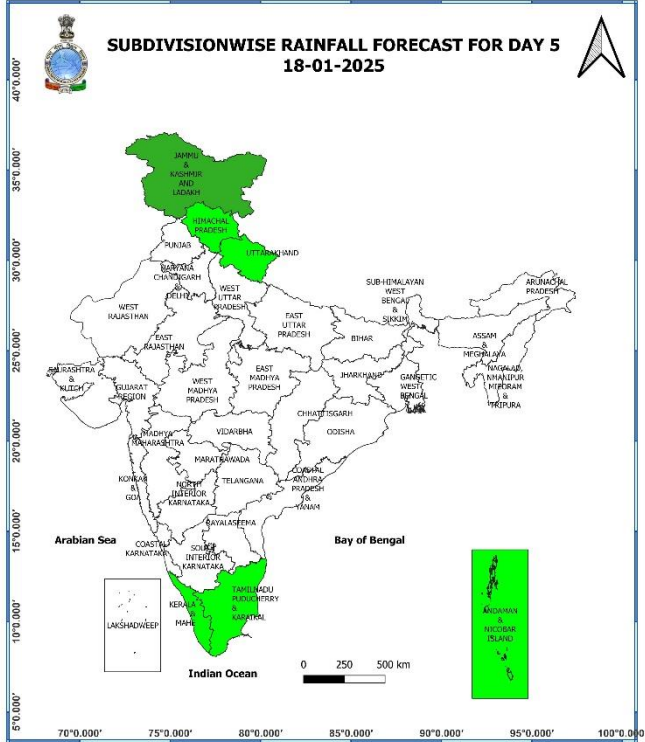 SUBDIVISIONWISE RAINFALL FORECAST FOR DAY 5
18-01-2025
40°0.000'
35°0.000'
30°0.000'
25°0.000'
20°0.000'
15°0.000'
10°0.000'
5°0.000'
JAMMU
&
KASHMIR
AND
LADAKH
HIMACHAL
PRADESH
PUNJAB
UTTARAKHAND
HARYANA
CHANDIGARH
&
DELHI
WEST
UTTAR
PRADESH
SUB-HIMALAYAN
WEST
BENGAL
&
SIKKIM
ARUNACHAL
PRADESH
WEST
RAJASTHAN
EAST
RAJASTHAN
EAST
UTTAR
PRADESH
BIHAR
ASSAM
&
MEGHALAYA
SAURASHTRA
&
KUTCH
GUJARAT
REGION
WEST
MADHYA
PRADESH
EAST
MADHYA
PRADESH
JHARKHAND
GANGETIC
WEST
BENGAL
&
TRIPURA
CHHATTISGARH
ODISHA
MADHYA
MAHARASHTRA
VIDARBHA
MARATHWADA
KONKAN
&
GOA
NORTH
INTERIOR
KARNATAKA
TELANGANA
COASTAL
ANDHRA
PRADESH
&
YANAM
RAYALASEEMA
Arabian Sea
COASTAL
KARNATAKA
SOUTH
INTERIOR
KARNATAKA
Bay of Bengal
LAKSHADWEEP
KERALA
&
MAHE
TAMILNADU
PUDUCHERRY
&
KARAIKAL
ANDAMAN
&
NICOBAR
ISLAND
Indian Ocean
0 250 500 km
70°0.000' 75°0.000' 80°0.000' 85°0.000' 90°0.000' 95°0.000' 100°0.000'